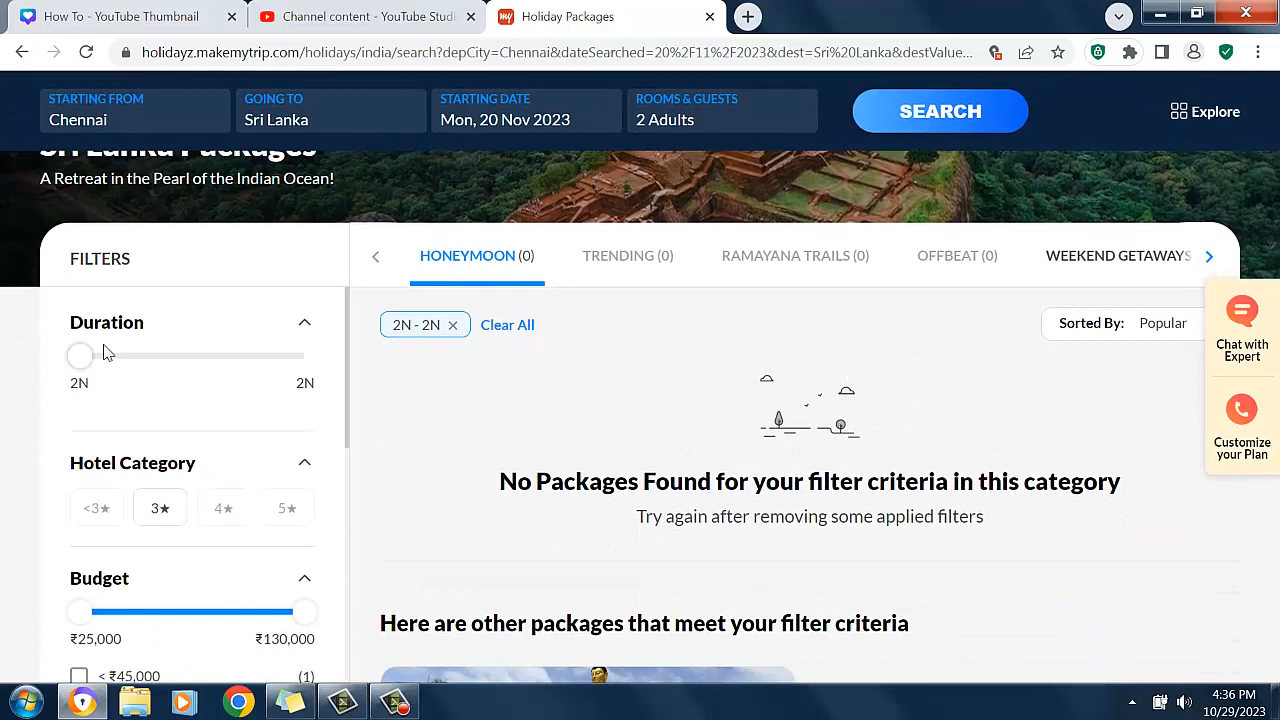 How To - YouTube Thumbnail
Channel content - YouTube Stu
Holiday Packages
holidayz.makemytrip.com/holidays/india/search?depCity=Chennai&dateSearched=20%2F11%2F2023&dest=Sri%20Lanka&destValue...
STARTING FROM
Chennai
GOING TO
Sri Lanka
STARTING DATE
Mon, 20 Nov 2023
ROOMS & GUESTS
2 Adults
SEARCH
Explore
Sri Lanka Packages
A Retreat in the Pearl of the Indian Ocean!
FILTERS
HONEYMOON (0)
TRENDING (0)
RAMAYANA TRAILS (0)
OFFBEAT (0)
WEEKEND GETAWAYS
Duration
2N
2N
2N - 2N
Clear All
Sorted By: Popular
Chat with
Expert
Customize
your Plan
Hotel Category
<3★
3★
4★
5★
No Packages Found for your filter criteria in this category
Try again after removing some applied filters
Budget
₹25,000
₹130,000
< ₹45,000
(1)
Here are other packages that meet your filter criteria
4:36 PM
10/29/2023